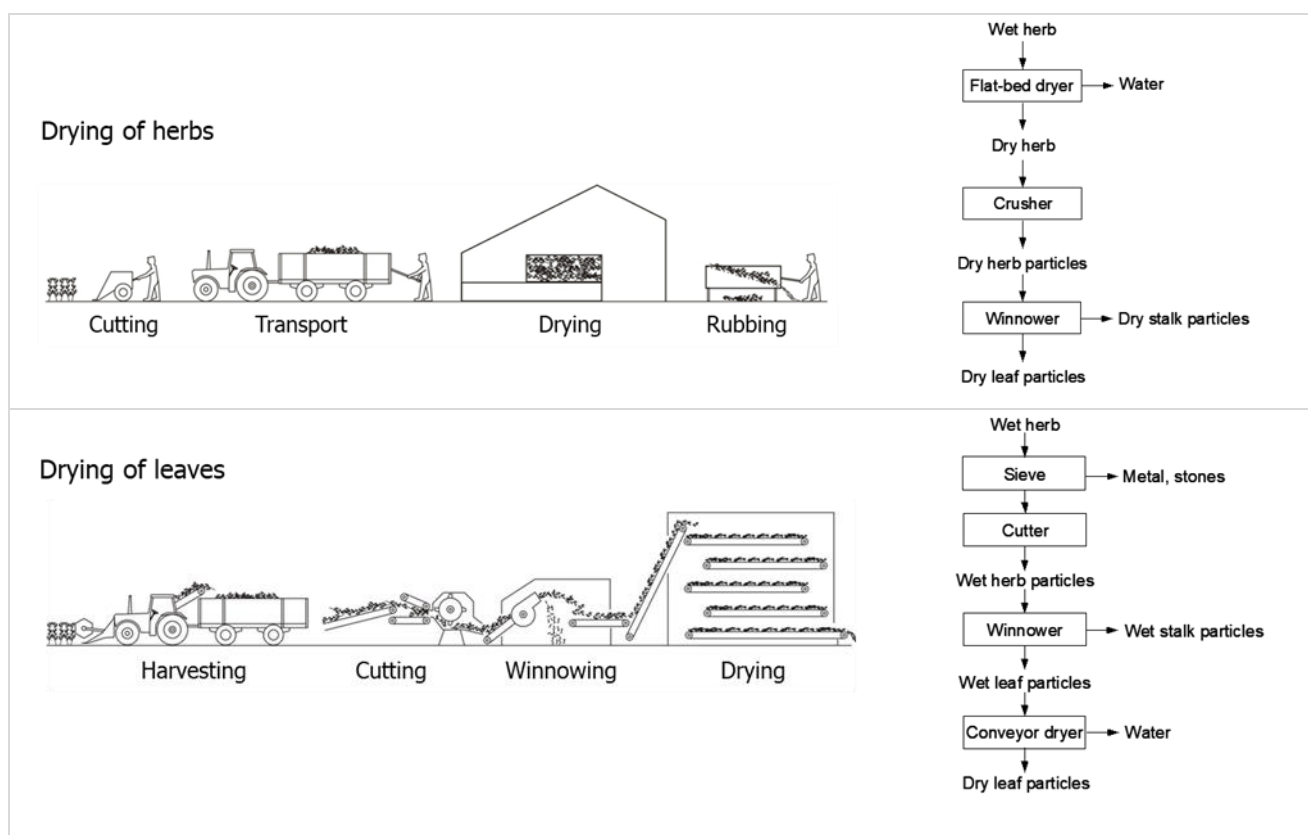 Drying of herbs
Cutting
Transport
Drying
Rubbing
Wet herb
Flat-bed dryer
Water
Dry herb
Crusher
Dry herb particles
Winnower
Dry stalk particles
Dry leaf particles
Drying of leaves
Harvesting
Cutting
Winnowing
Drying
Wet herb
Sieve
Metal, stones
Cutter
Wet herb particles
Winnower
Wet stalk particles
Wet leaf particles
Conveyor dryer
Water
Dry leaf particles